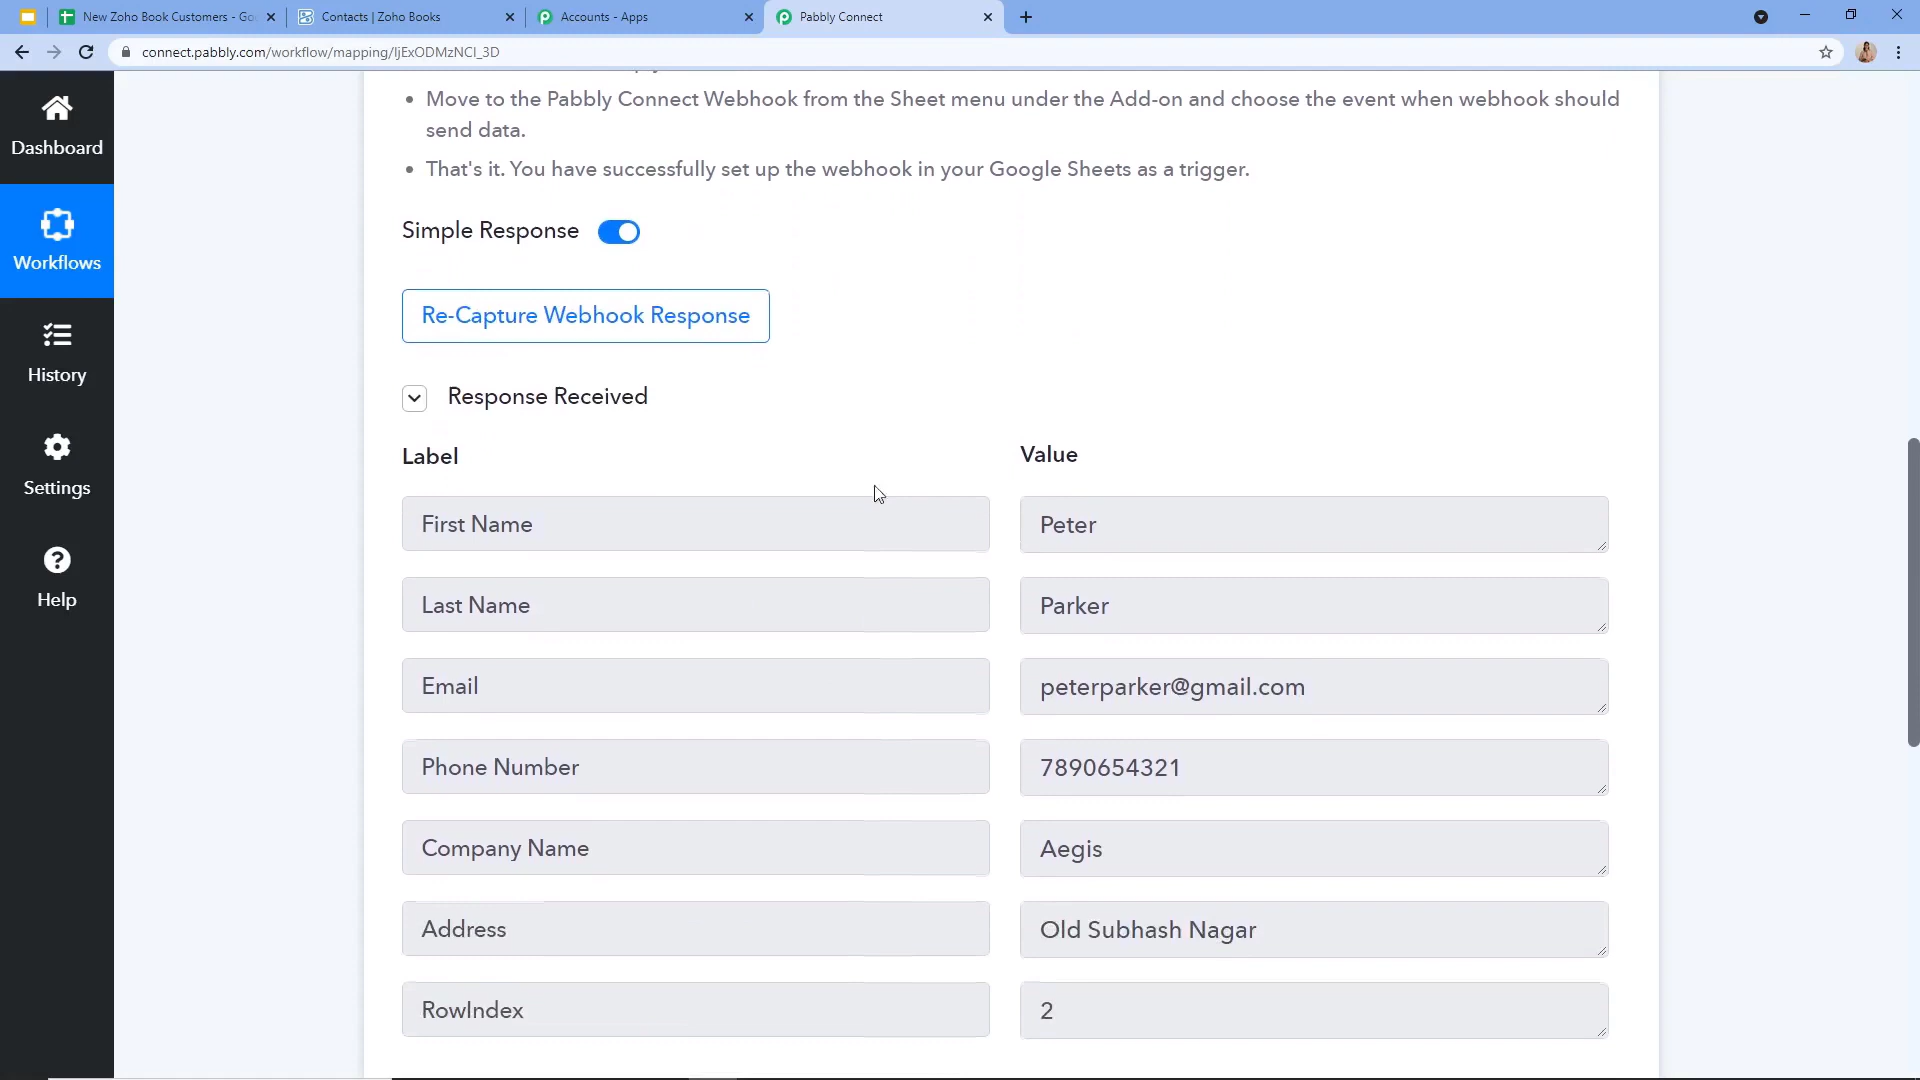 New Zoho Book Customers - Go
Contacts | Zoho Books
Accounts - Apps
Pabbly Connect
connect.pabbly.com/workflow/mapping/IjExODMzNCI_3D
Dashboard
Workflows
History
Settings
Help
Move to the Pabbly Connect Webhook from the Sheet menu under the Add-on and choose the event when webhook should
send data.
That's it. You have successfully set up the webhook in your Google Sheets as a trigger.
Simple Response
Re-Capture Webhook Response
Response Received
Label Value
First Name Peter
Last Name Parker
Email peterparker@gmail.com
Phone Number 7890654321
Company Name Aegis
Address Old Subhash Nagar
RowIndex 2